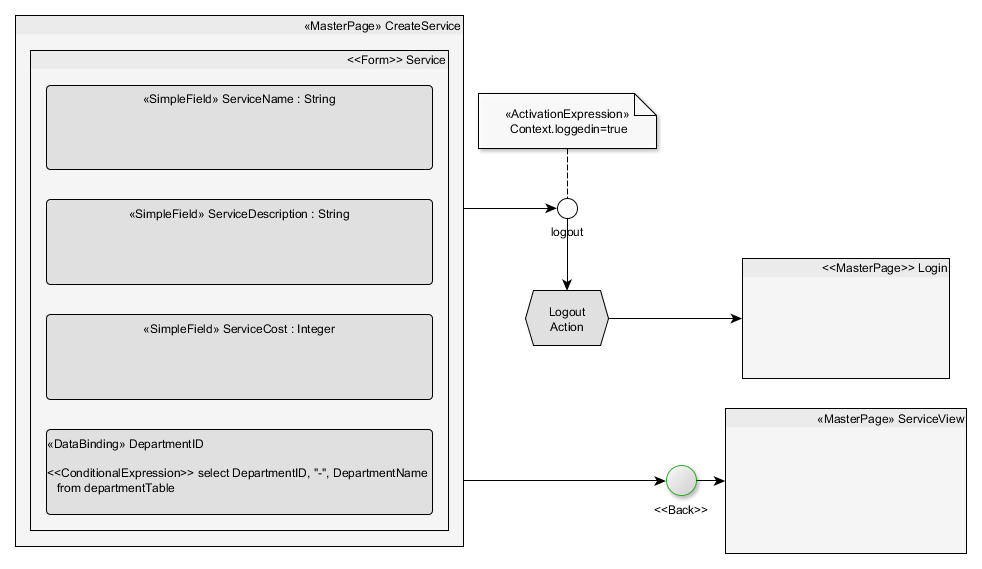 «MasterPage» CreateService
<<Form>> Service
«SimpleField» ServiceName : String
«SimpleField» ServiceDescription : String
«SimpleField» ServiceCost : Integer
«DataBinding» DepartmentID
<<ConditionalExpression>> select DepartmentID, "-", DepartmentName
from departmentTable
«ActivationExpression»
Context.loggedin=true
logout
Logout
Action
<<MasterPage>> Login
«MasterPage» ServiceView
<<Back>>